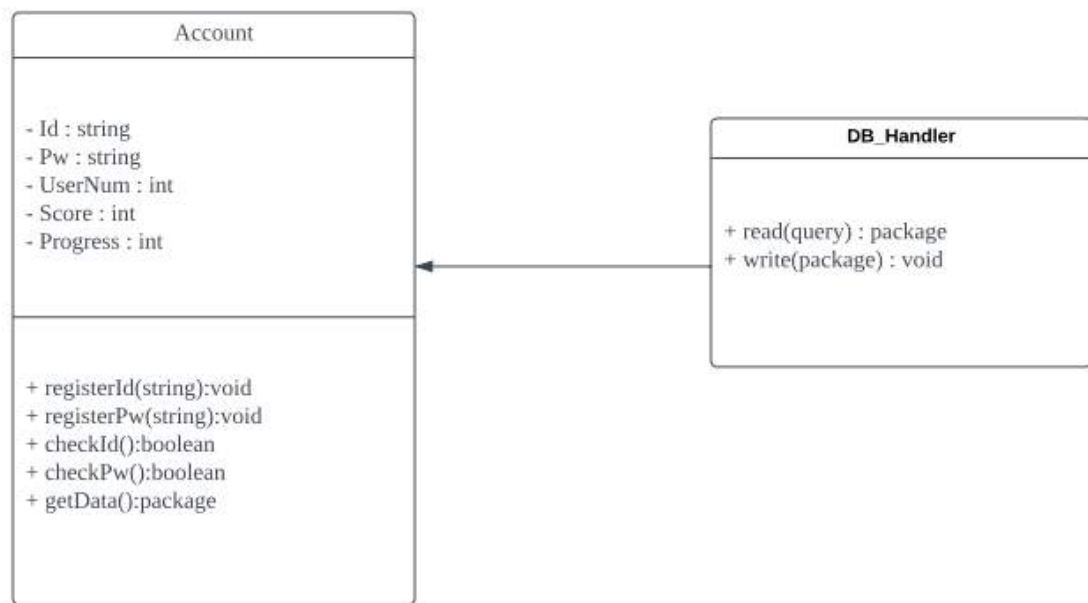 Account
- Id : string
- Pw : string
- UserNum : int
- Score : int
- Progress : int
+ registerId(string):void
+ registerPw(string):void
+ checkId():boolean
+ checkPw():boolean
+ getData():package
DB_Handler
+ read(query) : package
+ write(package) : void